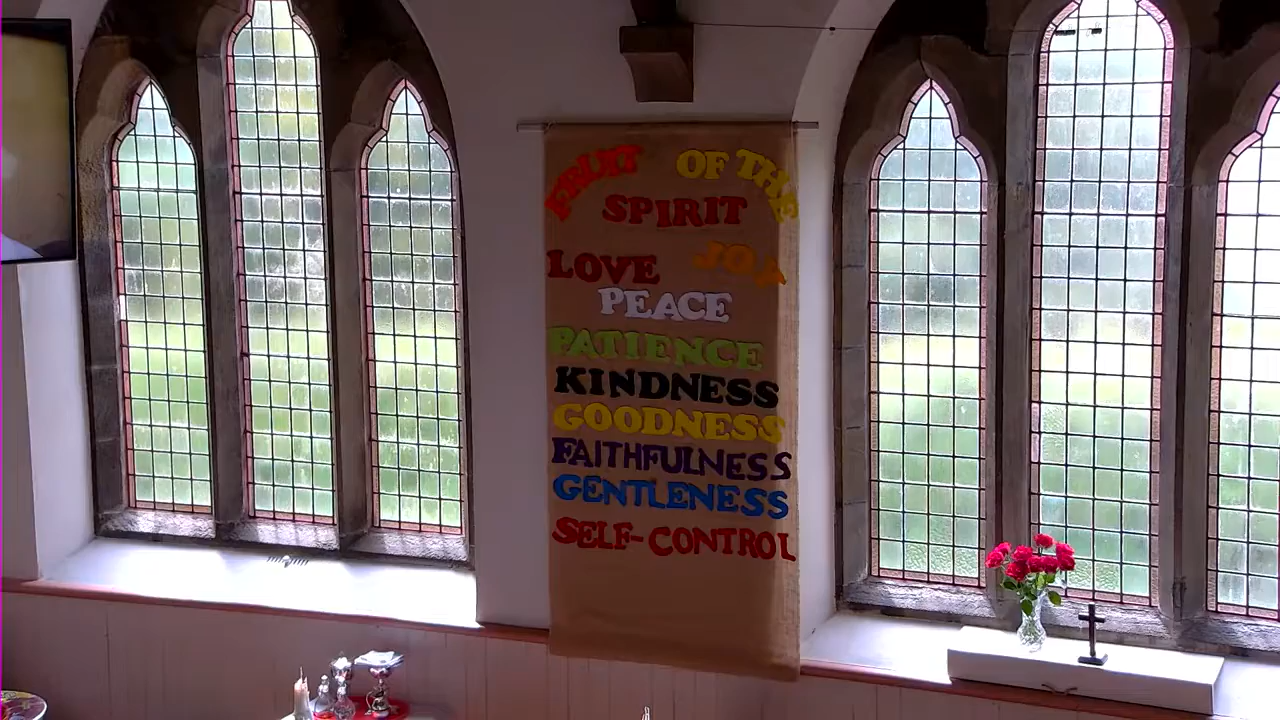 FRUIT OF THE
SPIRIT
LOVE JOY
PEACE
PATIENCE
KINDNESS
GOODNESS
FAITHFULNESS
GENTLENESS
SELF-CONTROL